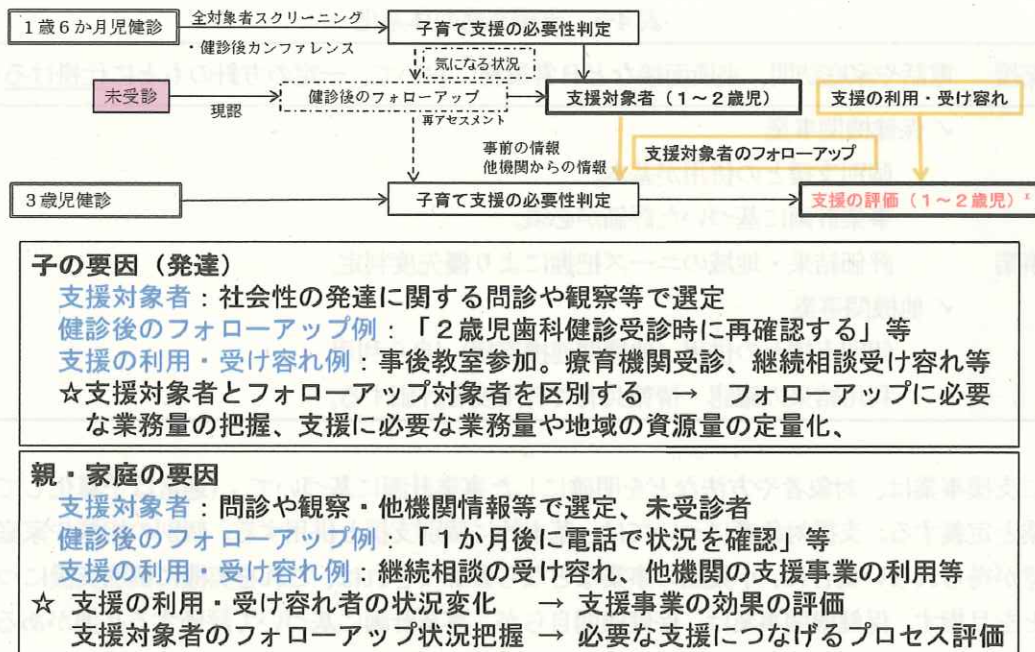 1歳6か月児健診
全対象者スクリーニング
・健診後カンファレンス
子育て支援の必要性判定
気になる状況
未受診
現認
健診後のフォローアップ
支援対象者（1～2歳児）
支援の利用・受け容れ
再アセスメント
事前の情報
他機関からの情報
支援対象者のフォローアップ
3歳児健診
子育て支援の必要性判定
支援の評価（1～2歳児）
子の要因（発達）
支援対象者：社会性の発達に関する問診や観察等で選定
健診後のフォローアップ例：「2歳児歯科健診受診時に再確認する」等
支援の利用・受け容れ例：事後教室参加。療育機関受診、継続相談受け容れ等
☆支援対象者とフォローアップ対象者を区別する → フォローアップに必要
な業務量の把握、支援に必要な業務量や地域の資源量の定量化、
親・家庭の要因
支援対象者：問診や観察・他機関情報等で選定、未受診者
健診後のフォローアップ例：「1か月後に電話で状況を確認」等
支援の利用・受け容れ例：継続相談の受け容れ、他機関の支援事業の利用等
☆ 支援の利用・受け容れ者の状況変化 → 支援事業の効果の評価
支援対象者のフォローアップ状況把握 → 必要な支援につなげるプロセス評価